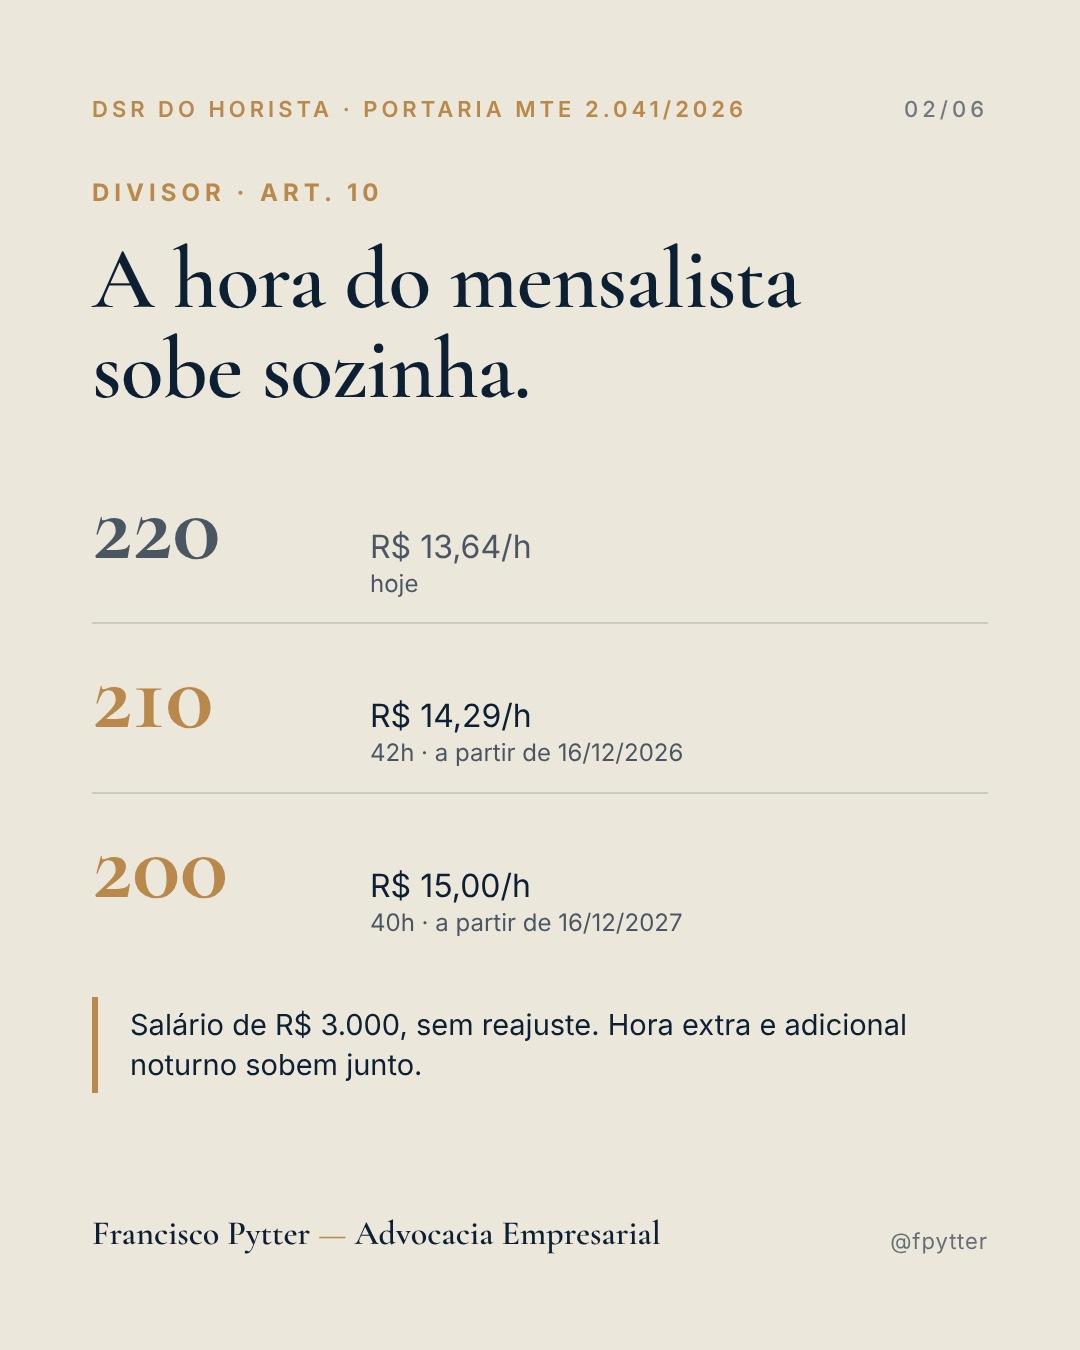 DSR DO HORISTA · PORTARIA MTE 2.041/2026
02/06
DIVISOR · ART. 10
A hora do mensalista
sobe sozinha.
220
R$ 13,64/h
hoje
210
R$ 14,29/h
42h · a partir de 16/12/2026
200
R$ 15,00/h
40h · a partir de 16/12/2027
Salário de R$ 3.000, sem reajuste. Hora extra e adicional
noturno sobem junto.
Francisco Pytter — Advocacia Empresarial
@fpytter